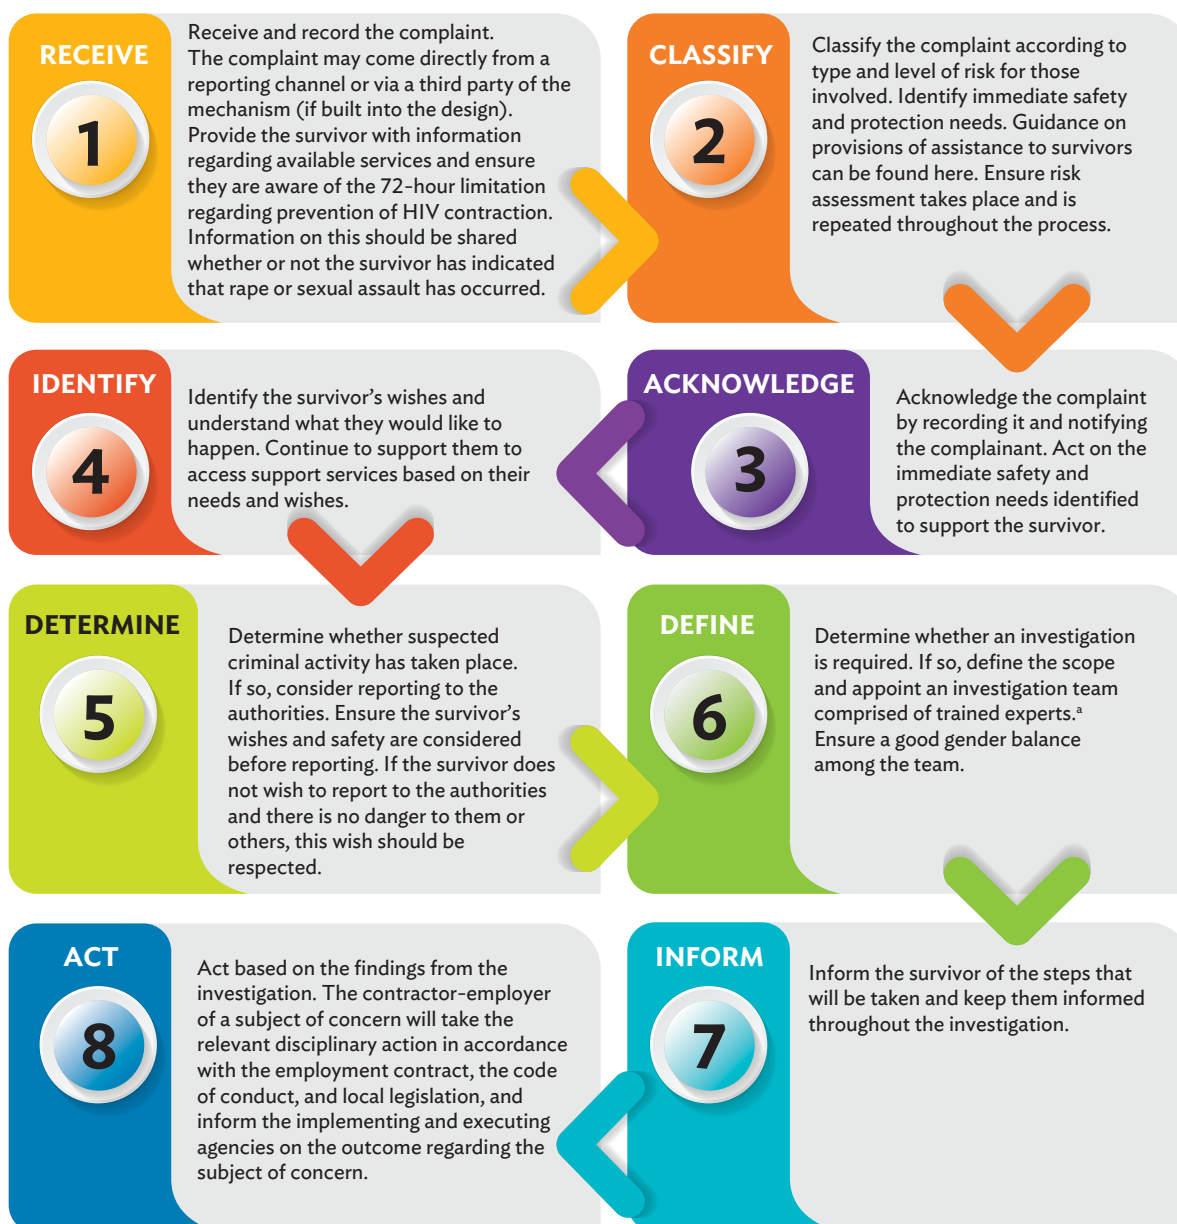 RECEIVE
1
Receive and record the complaint.
The complaint may come directly from a
reporting channel or via a third party of the
mechanism (if built into the design).
Provide the survivor with information
regarding available services and ensure
they are aware of the 72-hour limitation
regarding prevention of HIV contraction.
Information on this should be shared
whether or not the survivor has indicated
that rape or sexual assault has occurred.
CLASSIFY
2
Classify the complaint according to
type and level of risk for those
involved. Identify immediate safety
and protection needs. Guidance on
provisions of assistance to survivors
can be found here. Ensure risk
assessment takes place and is
repeated throughout the process.
ACKNOWLEDGE
3
Acknowledge the complaint
by recording it and notifying
the complainant. Act on the
immediate safety and
protection needs identified
to support the survivor.
IDENTIFY
4
Identify the survivor’s wishes and
understand what they would like to
happen. Continue to support them to
access support services based on their
needs and wishes.
DETERMINE
5
Determine whether suspected
criminal activity has taken place.
If so, consider reporting to the
authorities. Ensure the survivor’s
wishes and safety are considered
before reporting. If the survivor does
not wish to report to the authorities
and there is no danger to them or
others, this wish should be
respected.
DEFINE
6
Determine whether an investigation
is required. If so, define the scope
and appoint an investigation team
comprised of trained experts.ª
Ensure a good gender balance
among the team.
INFORM
7
Inform the survivor of the steps that
will be taken and keep them informed
throughout the investigation.
ACT
8
Act based on the findings from the
investigation. The contractor-employer
of a subject of concern will take the
relevant disciplinary action in accordance
with the employment contract, the code
of conduct, and local legislation, and
inform the implementing and executing
agencies on the outcome regarding the
subject of concern.